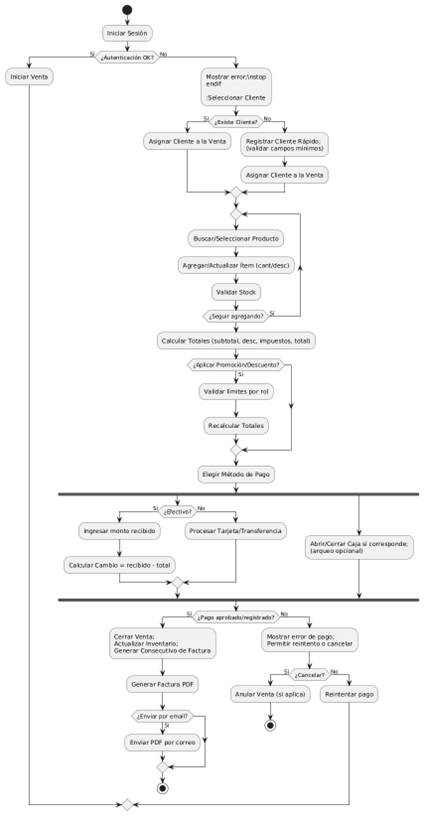 Iniciar Sesión
¿Autenticación OK?
Sí
No
Iniciar Venta
Mostrar error;\nstop
endif
:Seleccionar Cliente
¿Existe Cliente?
Sí
No
Asignar Cliente a la Venta
Registrar Cliente Rápido;
(validar campos mínimos)
Asignar Cliente a la Venta
Buscar/Seleccionar Producto
Agregar/Actualizar Ítem (cant/desc)
Validar Stock
¿Seguir agregando?
Sí
Calcular Totales (subtotal, desc, impuestos, total)
¿Aplicar Promoción/Descuento?
Sí
Validar límites por rol
Recalcular Totales
Elegir Método de Pago
¿Efectivo?
Sí
No
Ingresar monto recibido
Procesar Tarjeta/Transferencia
Calcular Cambio = recibido - total
Abrir/Cerrar Caja si corresponde;
(arqueo opcional)
¿Pago aprobado/registrado?
Sí
No
Cerrar Venta;
Actualizar Inventario;
Generar Consecutivo de Factura
Mostrar error de pago;
Permitir reintento o cancelar
Generar Factura PDF
¿Cancelar?
Sí
No
Anular Venta (si aplica)
Reintentar pago
¿Enviar por email?
Sí
Enviar PDF por correo